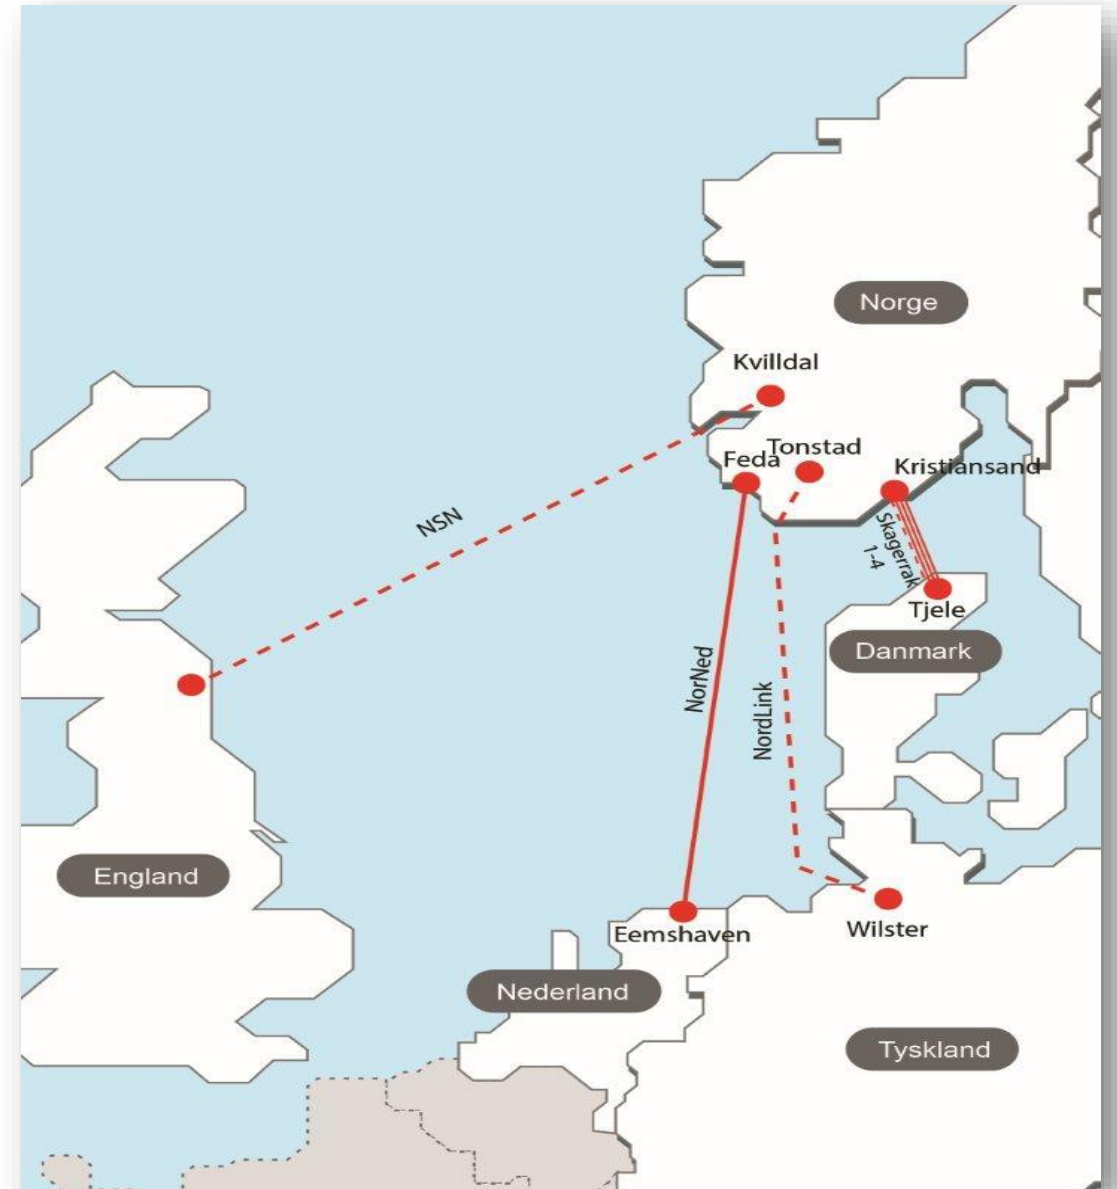 Norge
Kvilldal
Tonstad
Feda
Kristiansand
NSN
Skagerrak
1-4
Tjele
Danmark
NorNed
NordLink
England
Eemshaven
Wilster
Nederland
Tyskland